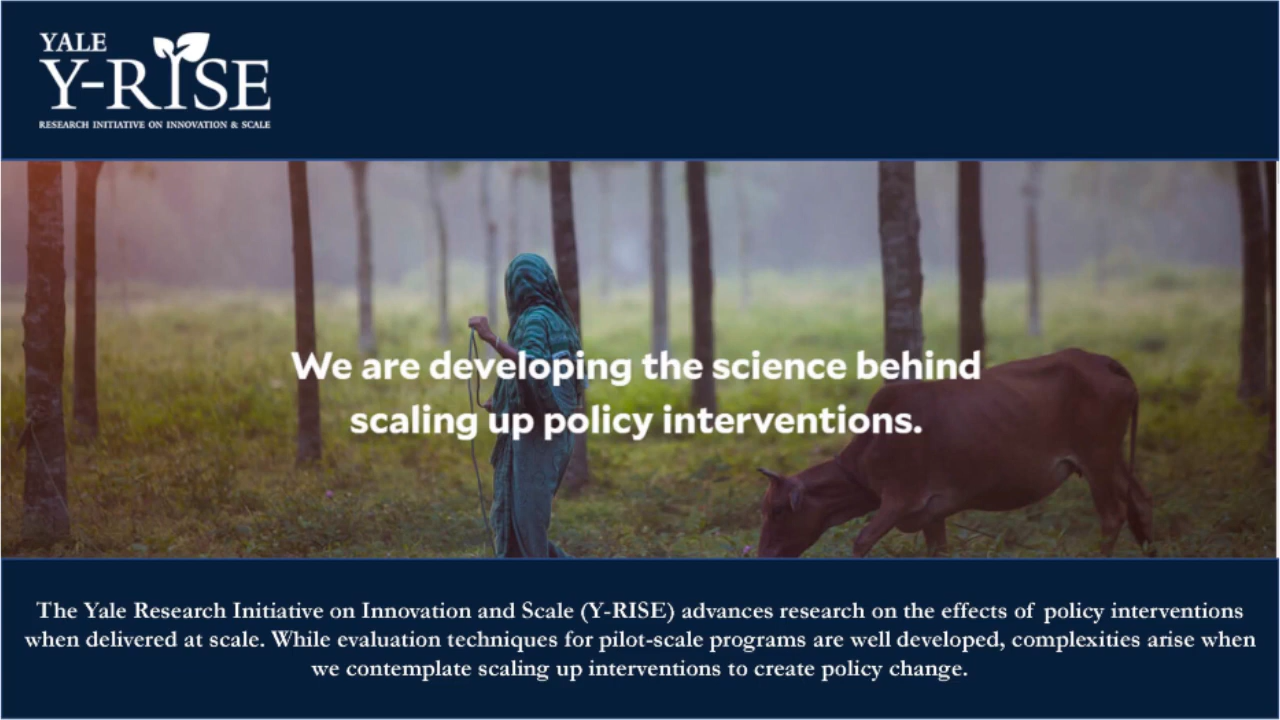 YALE
Y-RISE
RESEARCH INITIATIVE ON INNOVATION & SCALE
We are developing the science behind
scaling up policy interventions.
The Yale Research Initiative on Innovation and Scale (Y-RISE) advances research on the effects of policy interventions
when delivered at scale. While evaluation techniques for pilot-scale programs are well developed, complexities arise when
we contemplate scaling up interventions to create policy change.